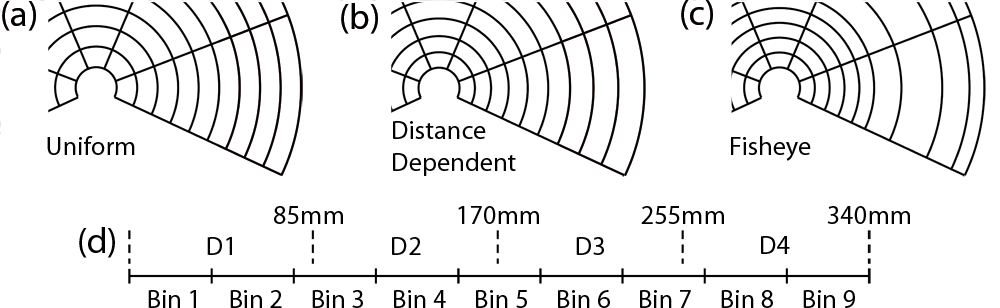 (a)
(b)
(c)
Uniform
Distance
Dependent
Fisheye
85mm 170mm 255mm 340mm
(d) D1 D2 D3 D4
Bin 1 Bin 2 Bin 3 Bin 4 Bin 5 Bin 6 Bin 7 Bin 8 Bin 9